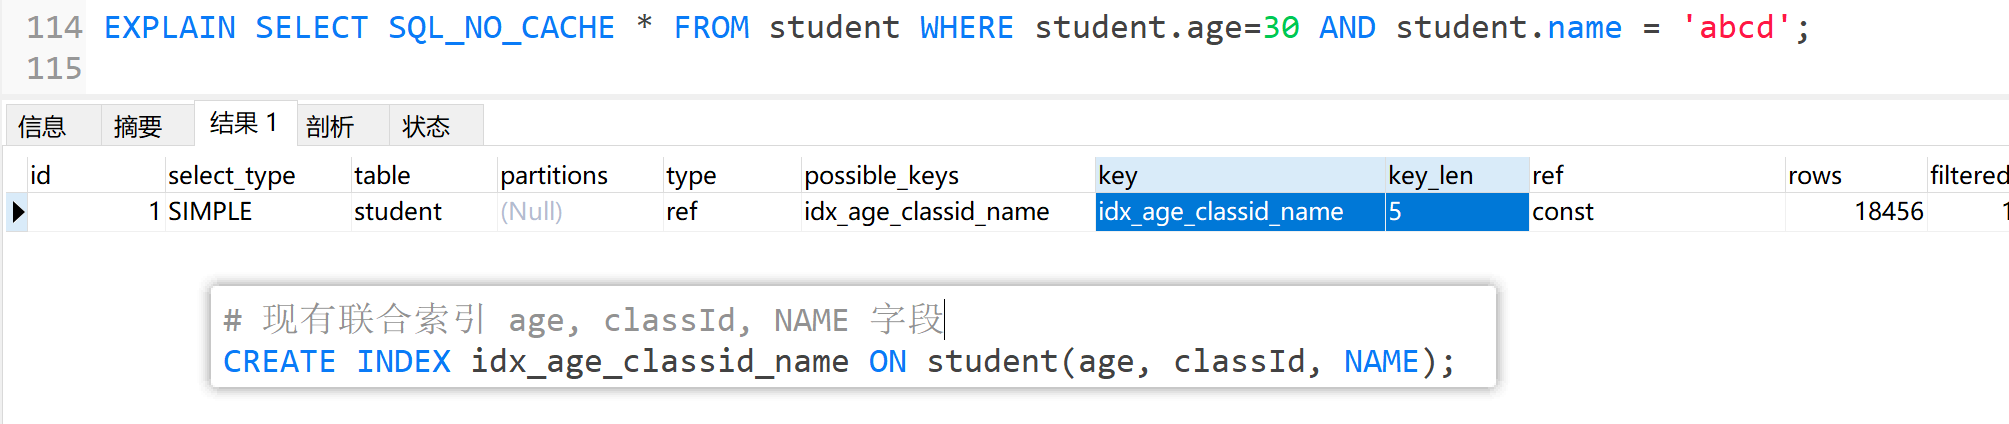 114 EXPLAIN SELECT SQL_NO_CACHE * FROM student WHERE student.age=30 AND student.name = 'abcd';
115
信息 摘要 结果 1 剖析 状态
id select_type table partitions type possible_keys key key_len ref rows filtered
1 SIMPLE student (Null) ref idx_age_classid_name idx_age_classid_name 5 const 18456 1
# 现有联合索引 age, classId, NAME 字段
CREATE INDEX idx_age_classid_name ON student(age, classId, NAME);